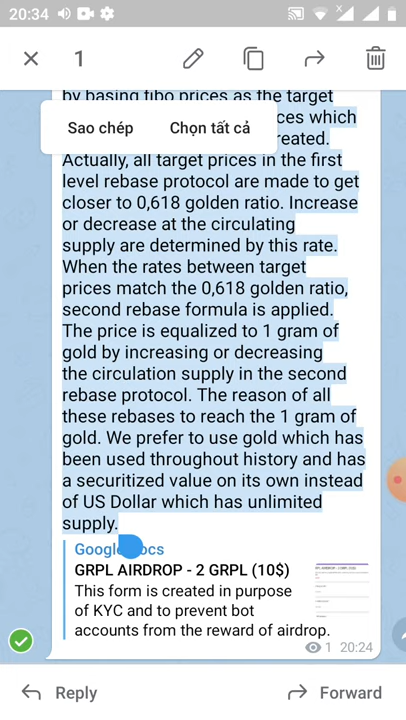 20:34
1
by basing fibo prices as the target
Sao chép Chọn tất cả
ces which
reated.
Actually, all target prices in the first
level rebase protocol are made to get
closer to 0,618 golden ratio. Increase
or decrease at the circulating
supply are determined by this rate.
When the rates between target
prices match the 0,618 golden ratio,
second rebase formula is applied.
The price is equalized to 1 gram of
gold by increasing or decreasing
the circulation supply in the second
rebase protocol. The reason of all
these rebases to reach the 1 gram of
gold. We prefer to use gold which has
been used throughout history and has
a securitized value on its own instead
of US Dollar which has unlimited
supply.
GRPL AIRDROP - 2 GRPL (10$)
This form is created in purpose
of KYC and to prevent bot
accounts from the reward of airdrop.
1 20:24
Reply Forward